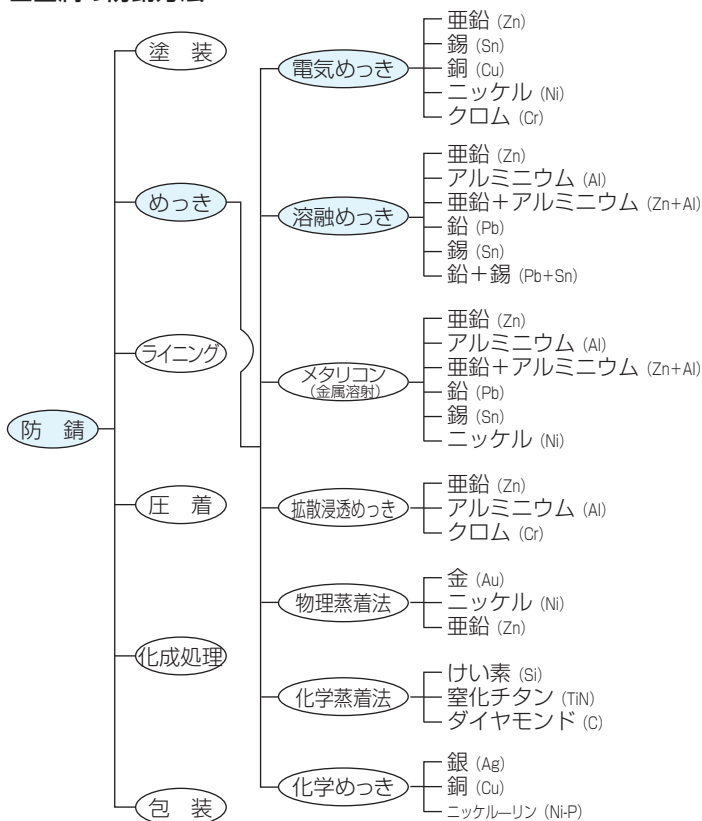 防 錆
塗 装
めっき
ライニング
圧 着
化成処理
包 装
電気めっき
亜鉛 (Zn)
錫 (Sn)
銅 (Cu)
ニッケル (Ni)
クロム (Cr)
溶融めっき
亜鉛 (Zn)
アルミニウム (Al)
亜鉛＋アルミニウム (Zn+Al)
鉛 (Pb)
錫 (Sn)
鉛＋錫 (Pb+Sn)
メタリコン
(金属溶射)
亜鉛 (Zn)
アルミニウム (Al)
亜鉛＋アルミニウム (Zn+Al)
鉛 (Pb)
錫 (Sn)
ニッケル (Ni)
拡散浸透めっき
亜鉛 (Zn)
アルミニウム (Al)
クロム (Cr)
物理蒸着法
金 (Au)
ニッケル (Ni)
亜鉛 (Zn)
化学蒸着法
けい素 (Si)
窒化チタン (TiN)
ダイヤモンド (C)
化学めっき
銀 (Ag)
銅 (Cu)
ニッケルーリン (Ni-P)